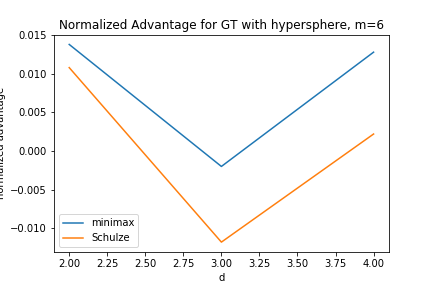 Normalized Advantage for GT with hypersphere, m=6
0.015
0.010
0.005
0.000
−0.005
−0.010
normalized advantage
minimax
Schulze
2.00 2.25 2.50 2.75 3.00 3.25 3.50 3.75 4.00
d